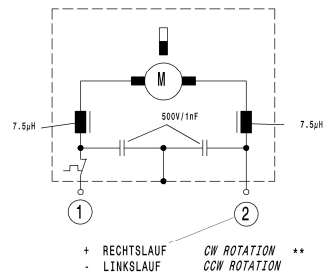 M
500V/1nF
7.5µH
7.5µH
1
2
+ RECHTSLAUF CW ROTATION **
- LINKSLAUF CCW ROTATION